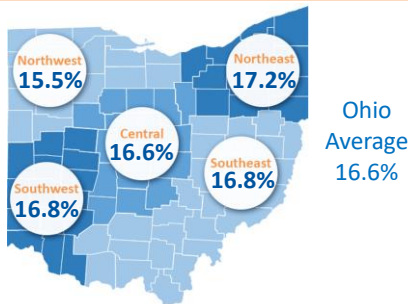 Northwest
15.5%
Northeast
17.2%
Central
16.6%
Southeast
16.8%
Southwest
16.8%
Ohio
Average
16.6%